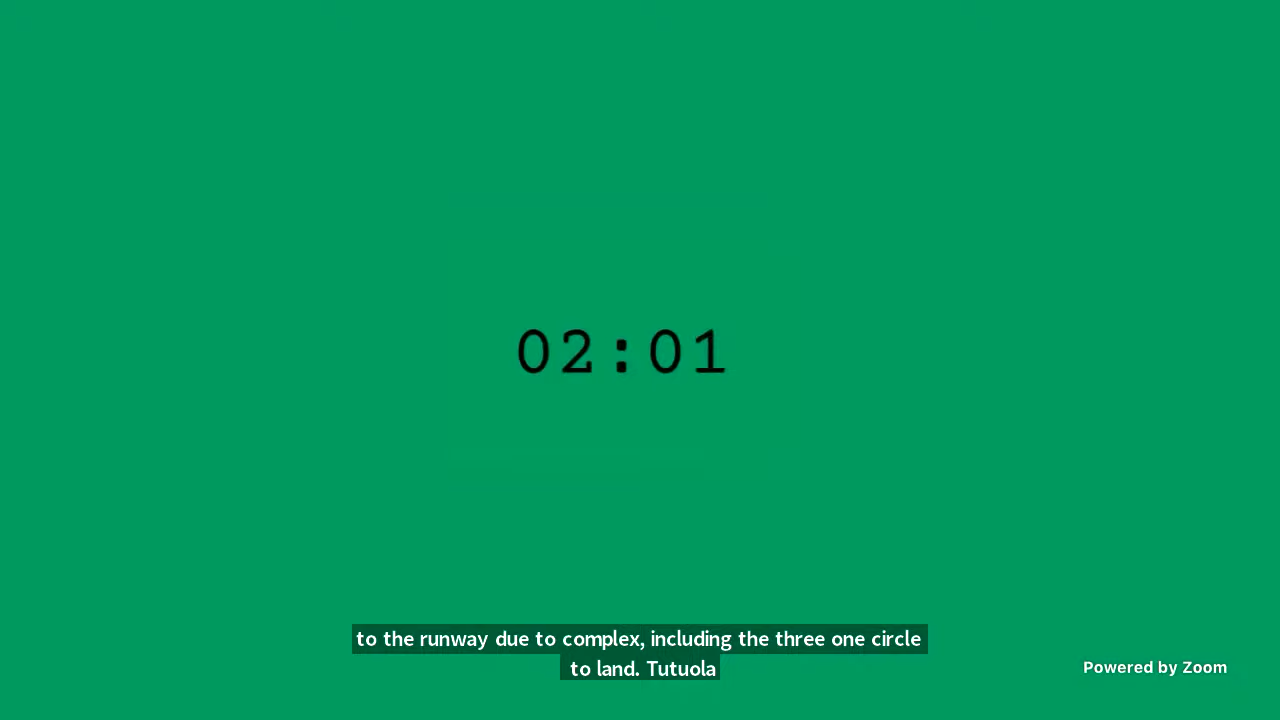 02:01
to the runway due to complex, including the three one circle
to land. Tutuola
Powered by Zoom